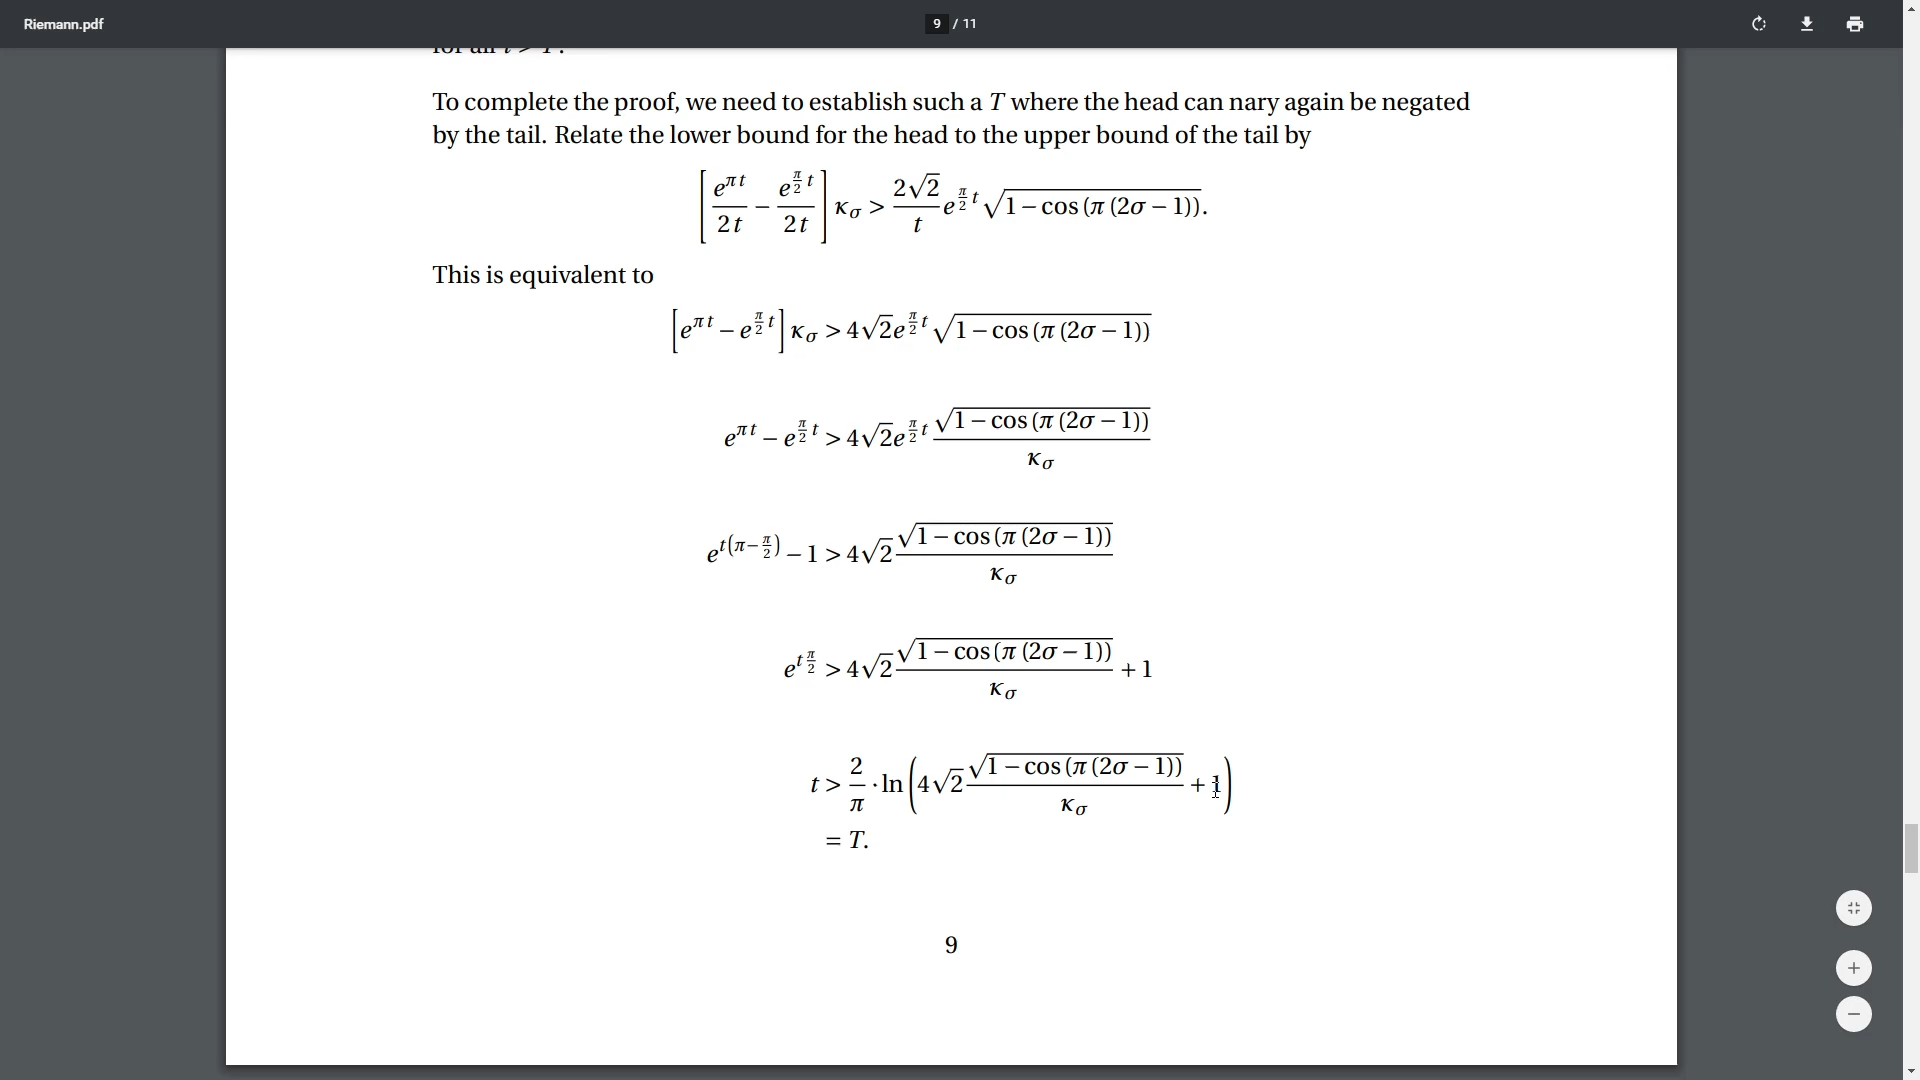 Riemann.pdf
9 / 11
for all t > T.
To complete the proof, we need to establish such a T where the head can nary again be negated
by the tail. Relate the lower bound for the head to the upper bound of the tail by
[e^{πt}/2t − e^{π/2 t}/2t] κ_σ > 2√2/t e^{π/2 t} √(1 − cos(π(2σ − 1))).
This is equivalent to
[e^{πt} − e^{π/2 t}] κ_σ > 4√2 e^{π/2 t} √(1 − cos(π(2σ − 1)))
e^{πt} − e^{π/2 t} > 4√2 e^{π/2 t} √(1 − cos(π(2σ − 1)))/κ_σ
e^{t(π−π/2)} − 1 > 4√2 √(1 − cos(π(2σ − 1)))/κ_σ
e^{t π/2} > 4√2 √(1 − cos(π(2σ − 1)))/κ_σ + 1
t > 2/π · ln(4√2 √(1 − cos(π(2σ − 1)))/κ_σ + 1)
= T.
9